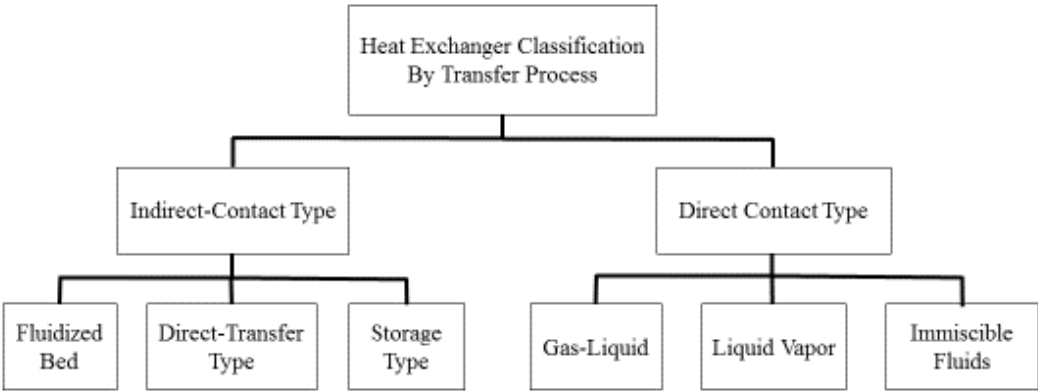 Heat Exchanger Classification
By Transfer Process
Indirect-Contact Type
Direct Contact Type
Fluidized
Bed
Direct-Transfer
Type
Storage
Type
Gas-Liquid
Liquid Vapor
Immiscible
Fluids